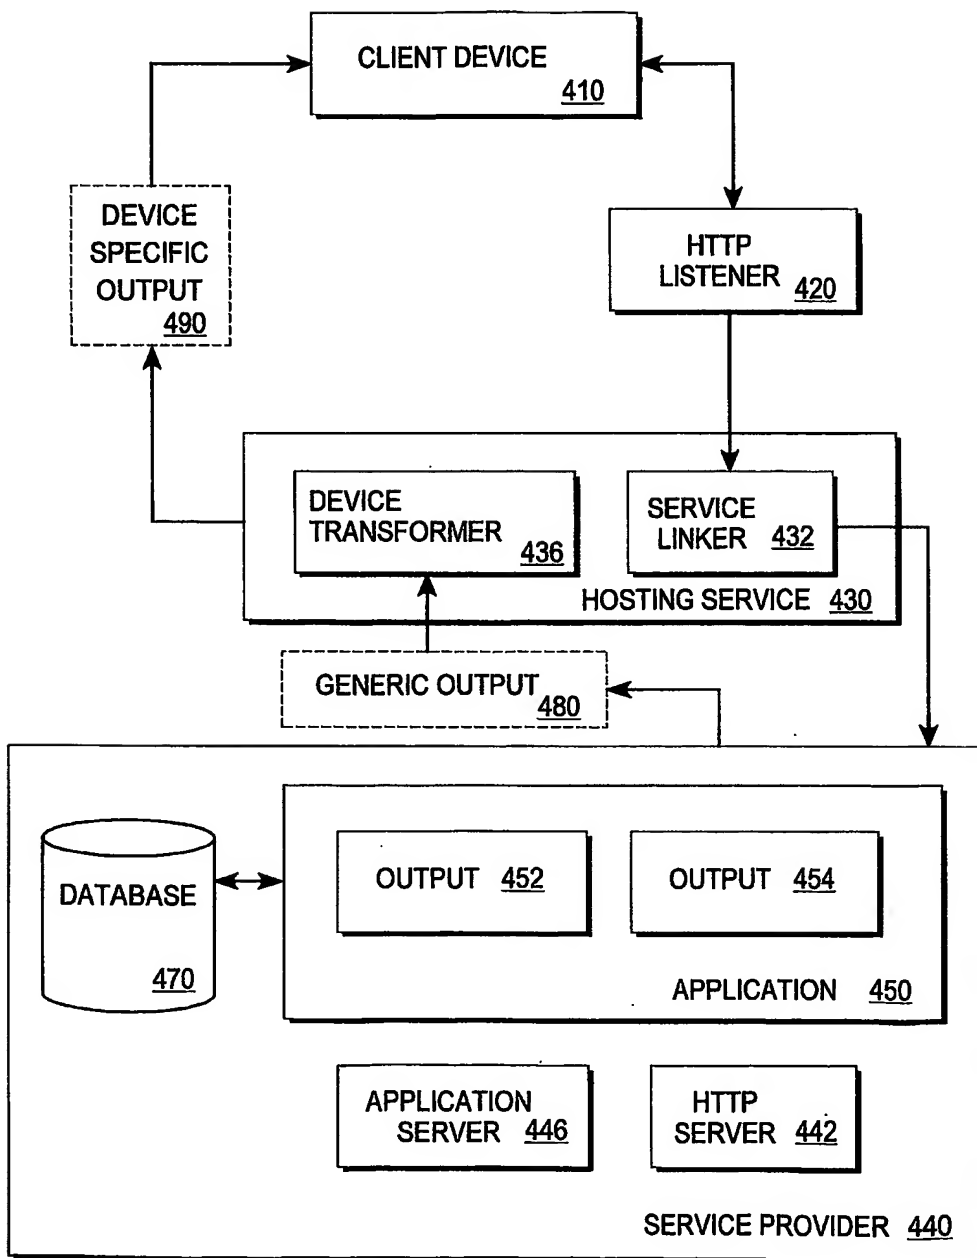 CLIENT DEVICE
410
DEVICE
SPECIFIC
OUTPUT
490
HTTP
LISTENER 420
DEVICE
TRANSFORMER
436
SERVICE
LINKER 432
HOSTING SERVICE 430
GENERIC OUTPUT
480
DATABASE
470
OUTPUT 452
OUTPUT 454
APPLICATION 450
APPLICATION
SERVER 446
HTTP
SERVER 442
SERVICE PROVIDER 440